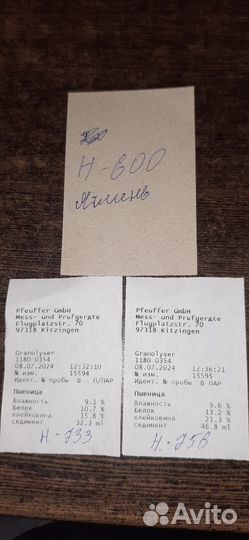 Н-600
Ячмень
Pfeuffer GmbH
Mess- und Prüfgeräte
Flugplatzstr. 70
97318 Kitzingen
Granolyser
1180 0354
08.07.2024 12:32:10
№ изм. 15594
Идент. № пробы В Л/ПАР
Пшеница
Влажность 9.1 %
Белок 10.7 %
клейковина 15.8 %
седимент 32.3 ml
Н-733
Pfeuffer GmbH
Mess- und Prüfgeräte
Flugplatzstr. 70
97318 Kitzingen
Granolyser
1180 0354
08.07.2024 12:36:21
№ изм. 15595
Идент. № пробы В ПАР
Пшеница
Влажность 9.6 %
Белок 13.2 %
клейковина 21.3 %
седимент 46.8 ml
Н-758
Avito